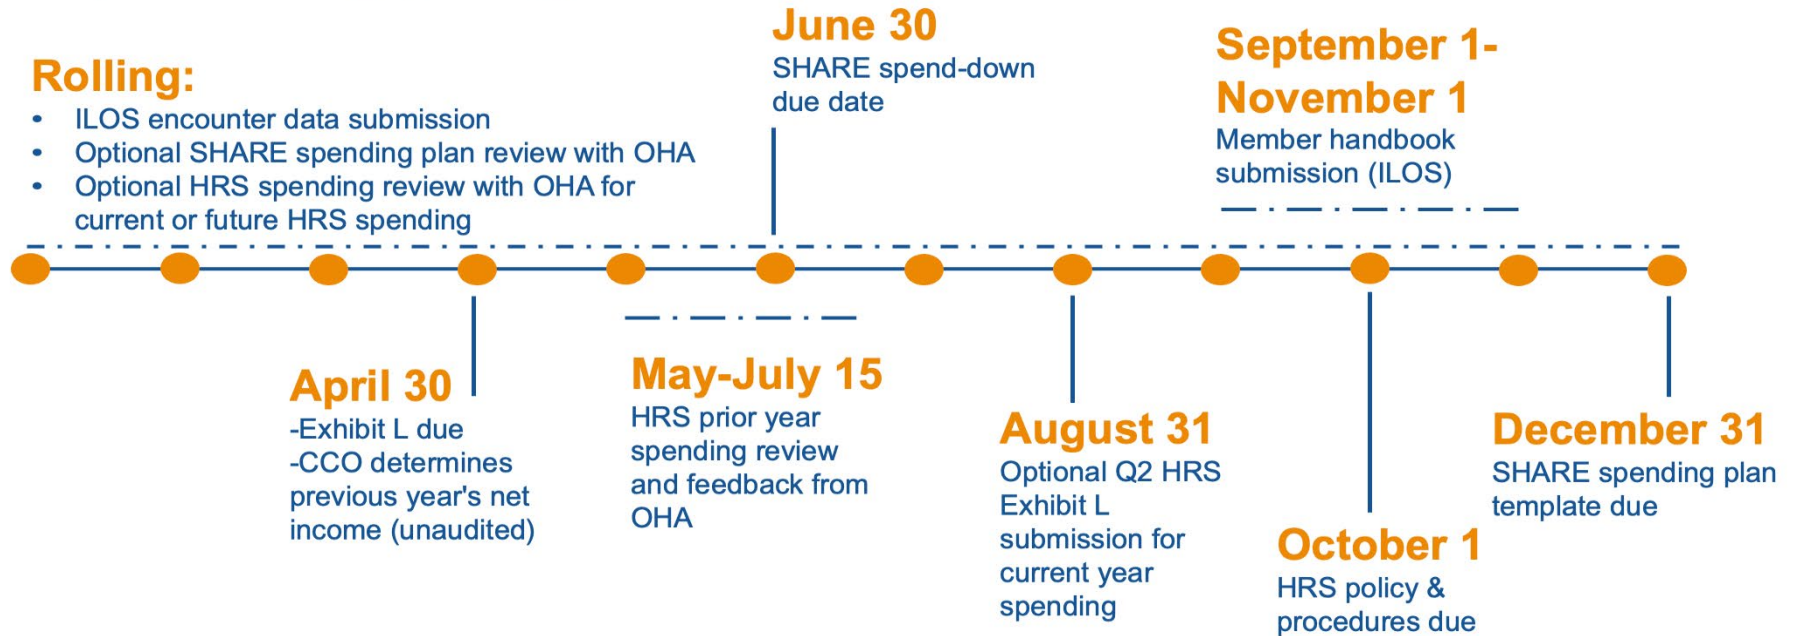 Rolling:
• ILOS encounter data submission
• Optional SHARE spending plan review with OHA
• Optional HRS spending review with OHA for
current or future HRS spending
June 30
SHARE spend-down
due date
September 1-
November 1
Member handbook
submission (ILOS)
April 30
-Exhibit L due
-CCO determines
previous year's net
income (unaudited)
May-July 15
HRS prior year
spending review
and feedback from
OHA
August 31
Optional Q2 HRS
Exhibit L
submission for
current year
spending
October 1
HRS policy &
procedures due
December 31
SHARE spending plan
template due